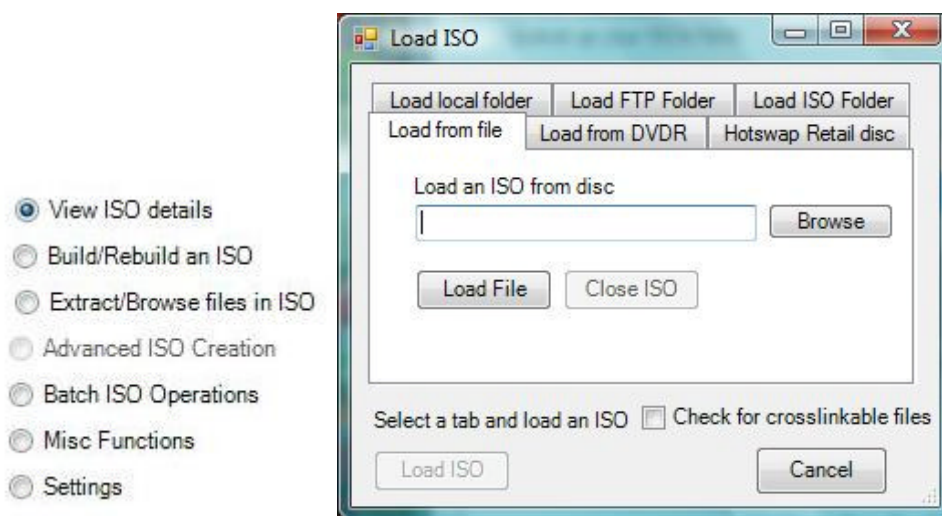 View ISO details
Build/Rebuild an ISO
Extract/Browse files in ISO
Advanced ISO Creation
Batch ISO Operations
Misc Functions
Settings
Load ISO
Load local folder Load FTP Folder Load ISO Folder
Load from file Load from DVDR Hotswap Retail disc
Load an ISO from disc
Browse
Load File Close ISO
Select a tab and load an ISO Check for crosslinkable files
Load ISO Cancel